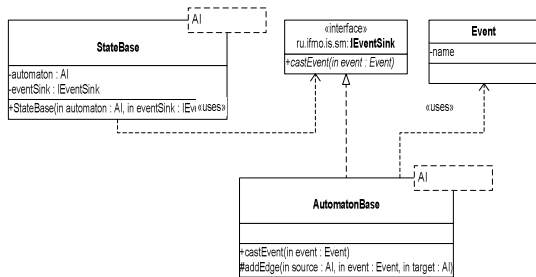 AI
StateBase
-automaton : AI
-eventSink : IEventSink
+StateBase(in automaton : AI, in eventSink : IEv
«uses»
«interface»
ru.ifmo.is.sm::IEventSink
+castEvent(in event : Event)
Event
-name
«uses»
AI
AutomatonBase
+castEvent(in event : Event)
#addEdge(in source : AI, in event : Event, in target : AI)